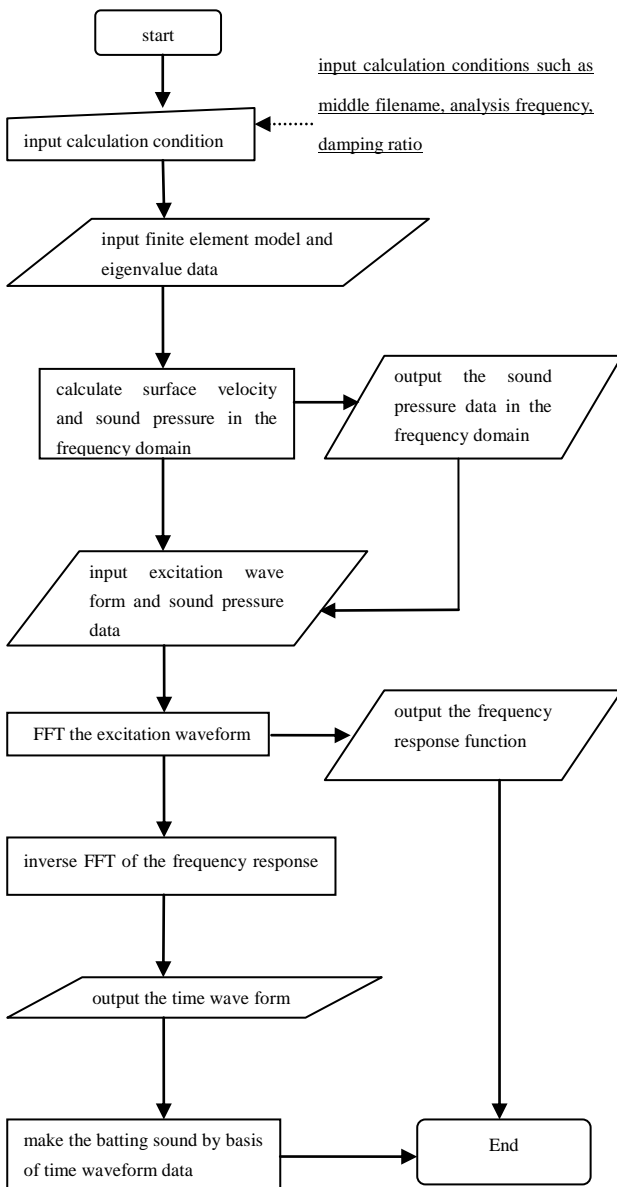 start
input calculation conditions such as
middle filename, analysis frequency,
damping ratio
input calculation condition
input finite element model and
eigenvalue data
calculate surface velocity
and sound pressure in the
frequency domain
output the sound
pressure data in the
frequency domain
input excitation wave
form and sound pressure
data
FFT the excitation waveform
output the frequency
response function
inverse FFT of the frequency response
output the time wave form
make the batting sound by basis
of time waveform data
End